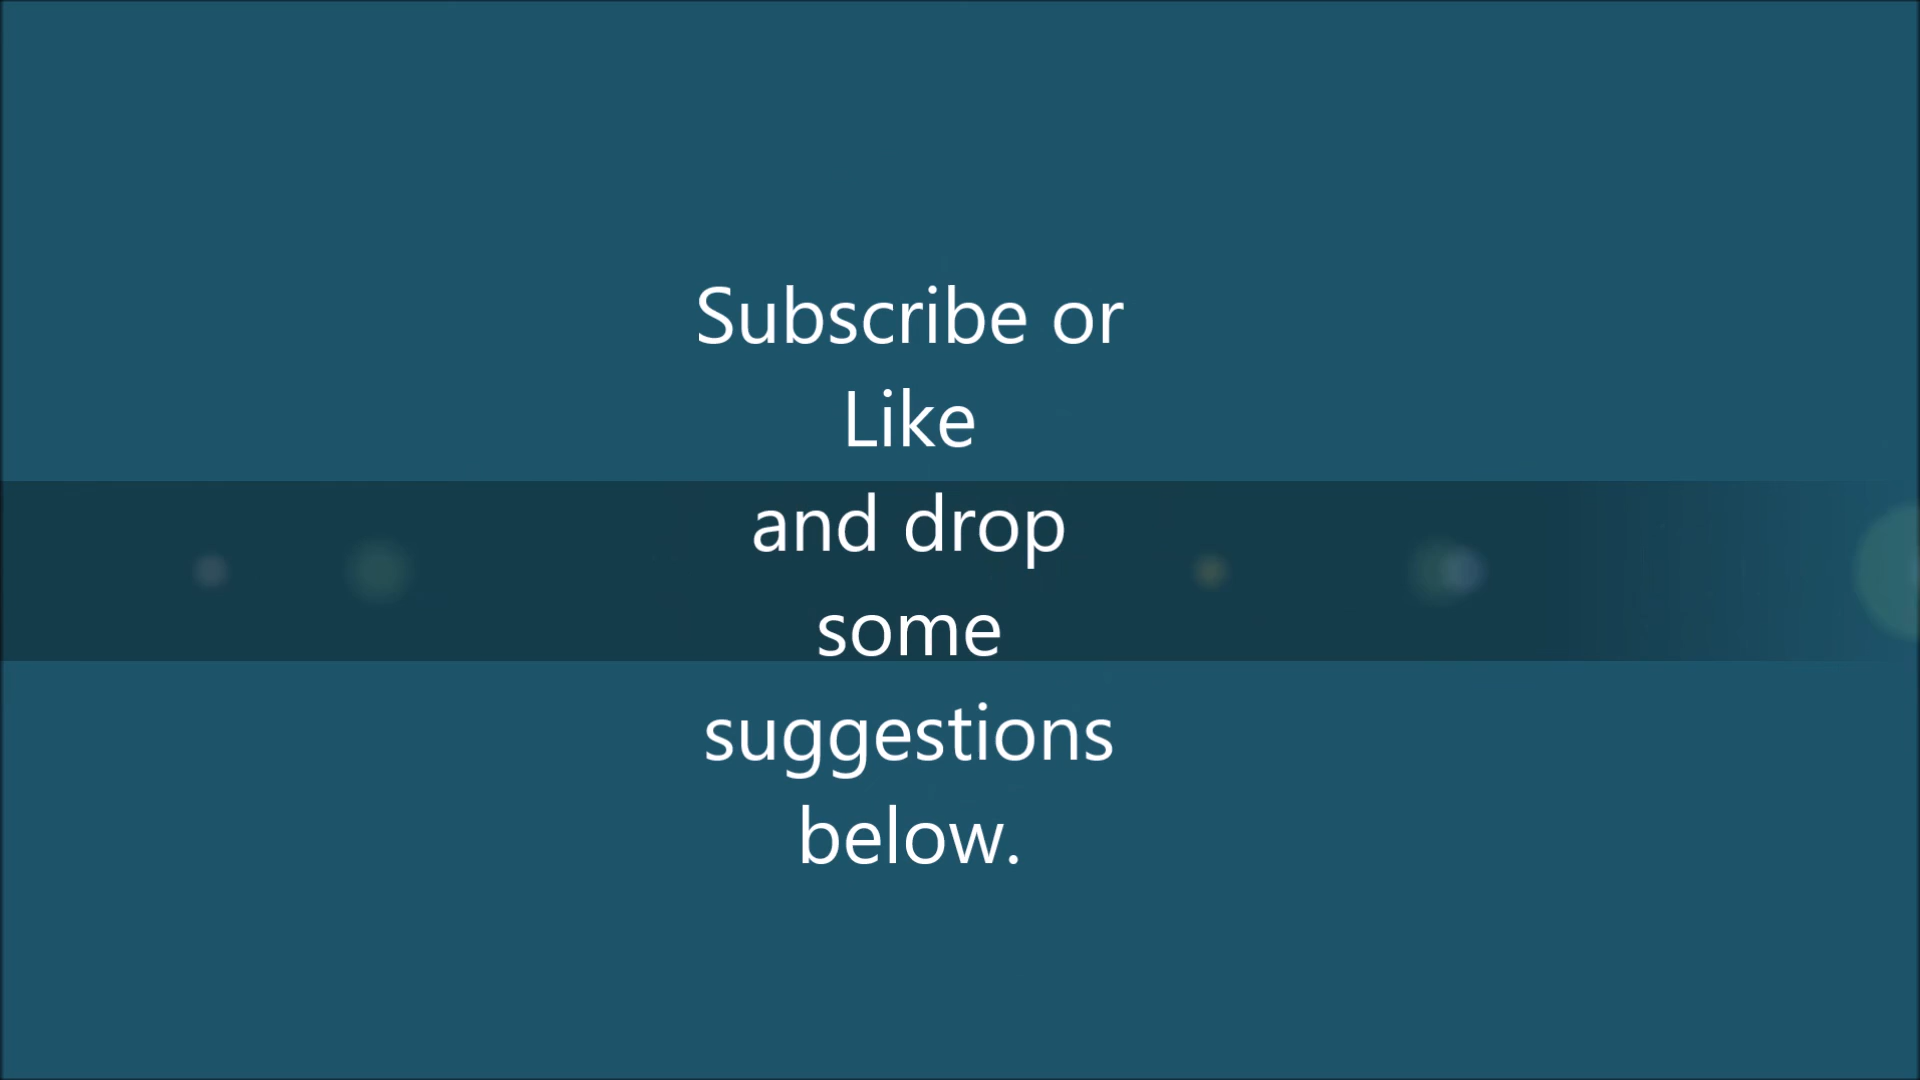 Subscribe or
Like
and drop
some
suggestions
below.